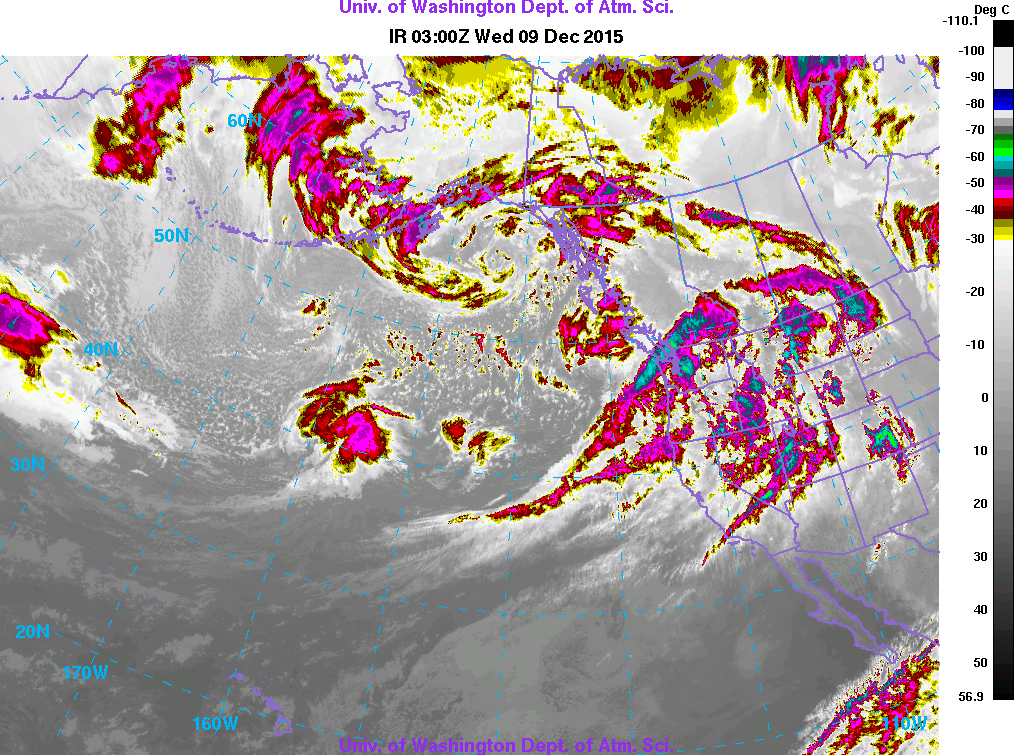 Univ. of Washington Dept. of Atm. Sci.
Deg C
-110.1
IR 03:00Z Wed 09 Dec 2015
-100
-90
-80
-70
-60
-50
-40
-30
-20
-10
0
10
20
30
40
50
56.9
60N
50N
40N
30N
20N
170W
160W
110W
Univ. of Washington Dept. of Atm. Sci.